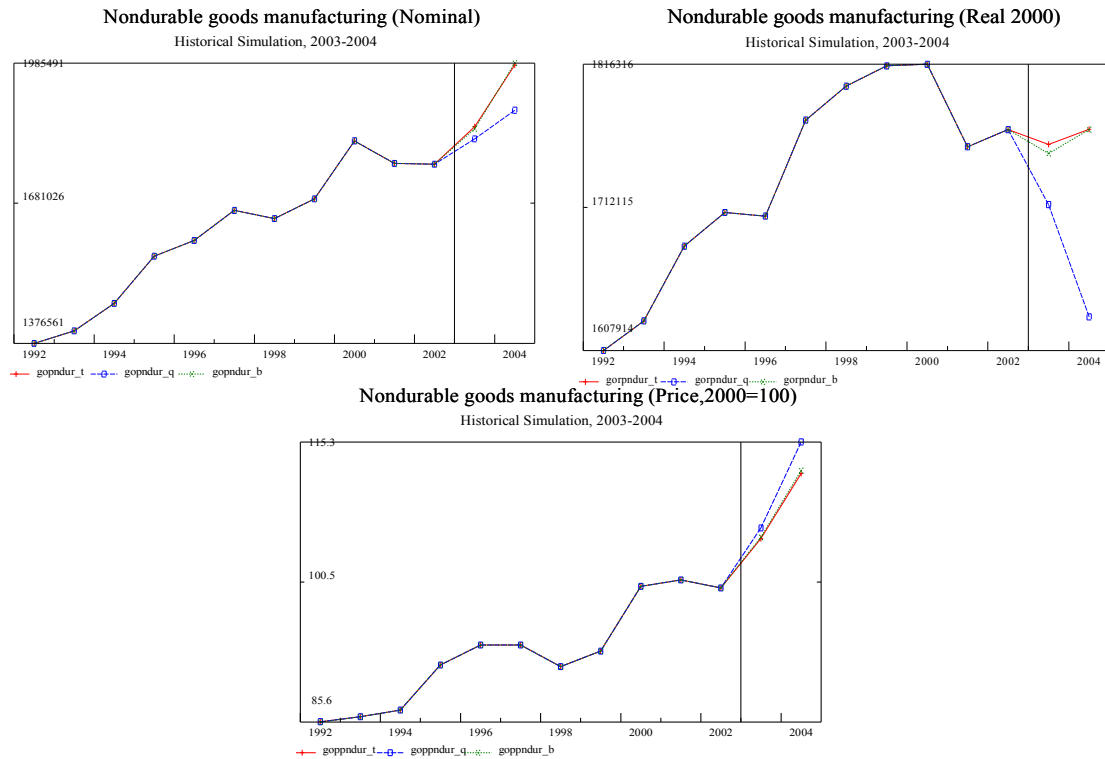 Nondurable goods manufacturing (Nominal)
Historical Simulation, 2003-2004
1985491
1681026
1376561
1992 1994 1996 1998 2000 2002 2004
gopndur_t gopndur_q gopndur_b
Nondurable goods manufacturing (Real 2000)
Historical Simulation, 2003-2004
1816316
1712115
1607914
1992 1994 1996 1998 2000 2002 2004
gorpndur_t gorpndur_q gorpndur_b
Nondurable goods manufacturing (Price,2000=100)
Historical Simulation, 2003-2004
115.3
100.5
85.6
1992 1994 1996 1998 2000 2002 2004
goppndur_t goppndur_q goppndur_b